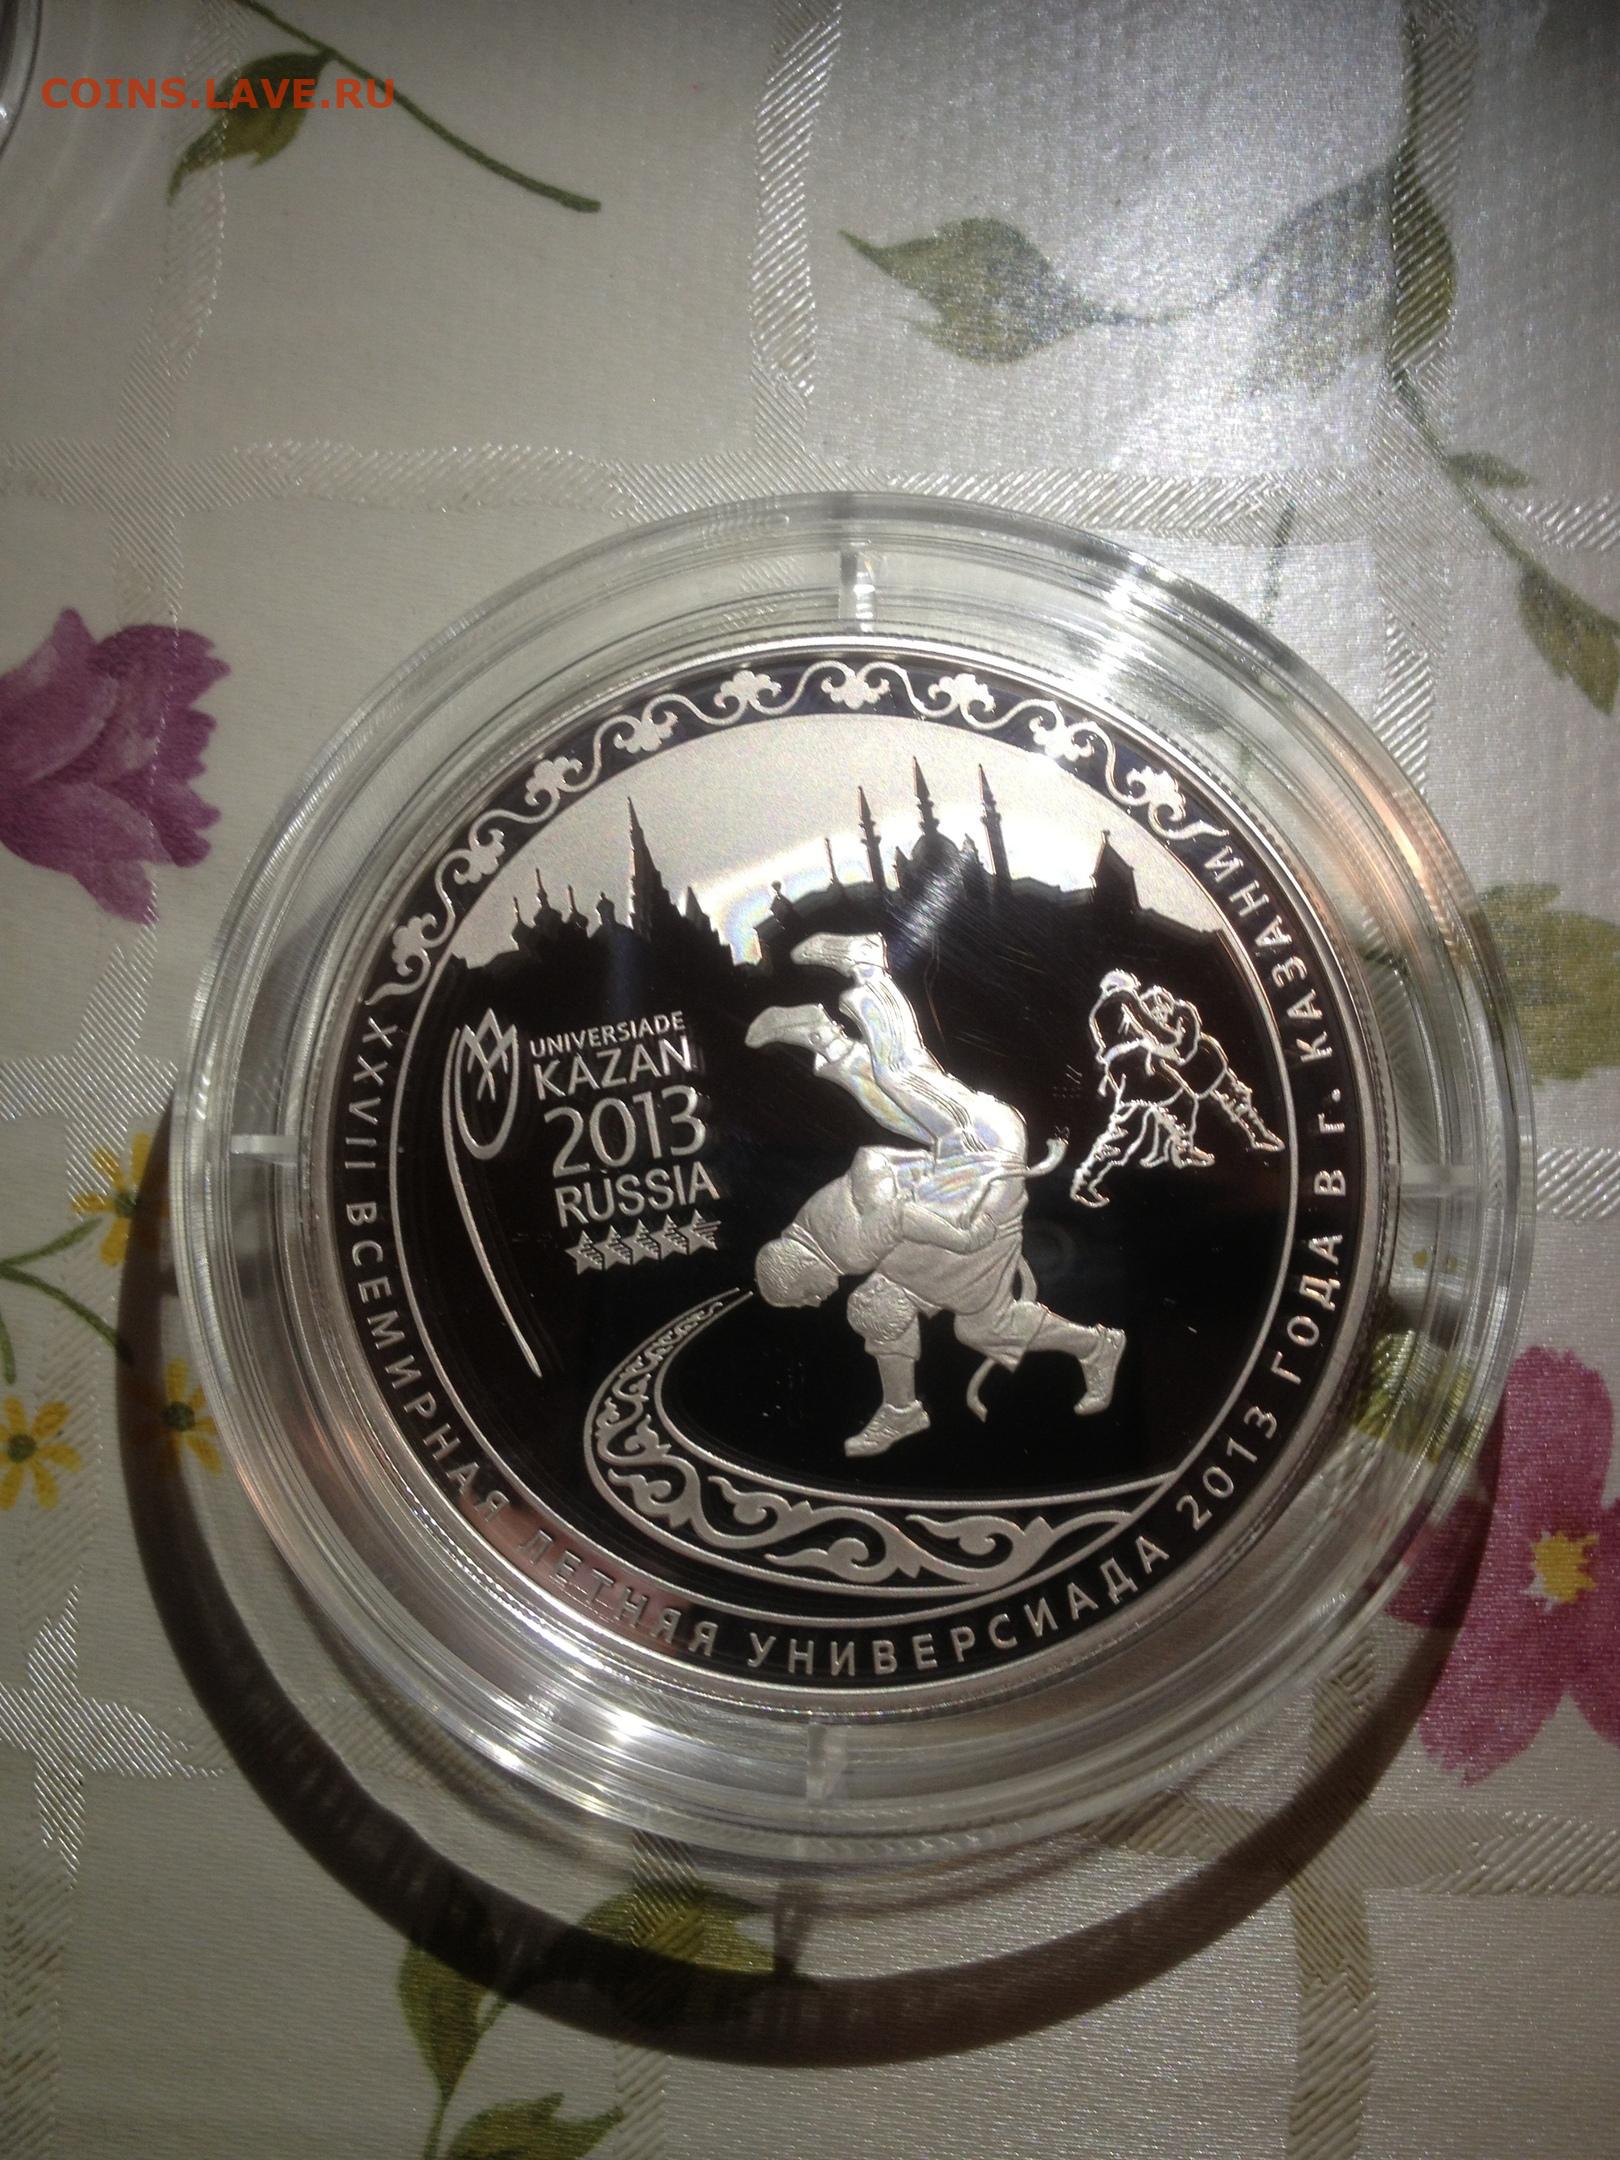 COINS.LAVE.RU
UNIVERSIADE
KAZAN
2013
RUSSIA
XXVII ВСЕМИРНАЯ ЛЕТНЯЯ УНИВЕРСИАДА 2013 ГОДА В Г. КАЗАНИ